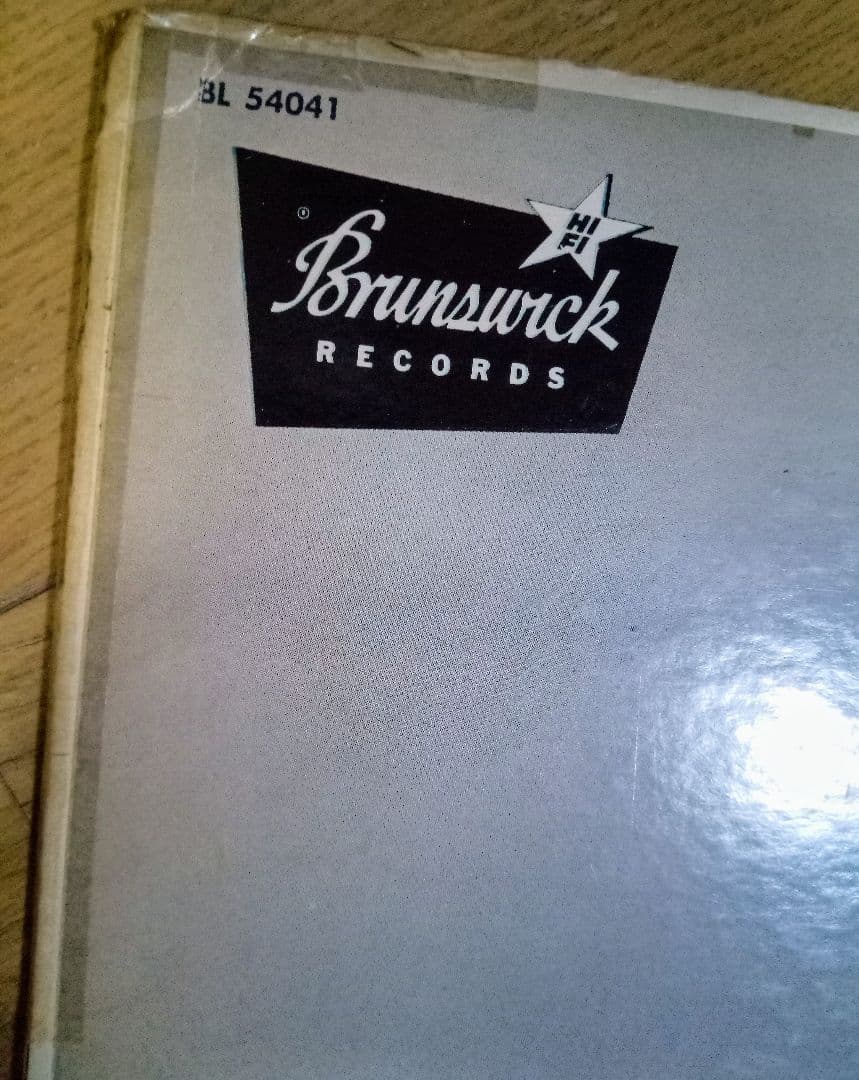 BL 54041
HI
FI
Brunswick
RECORDS